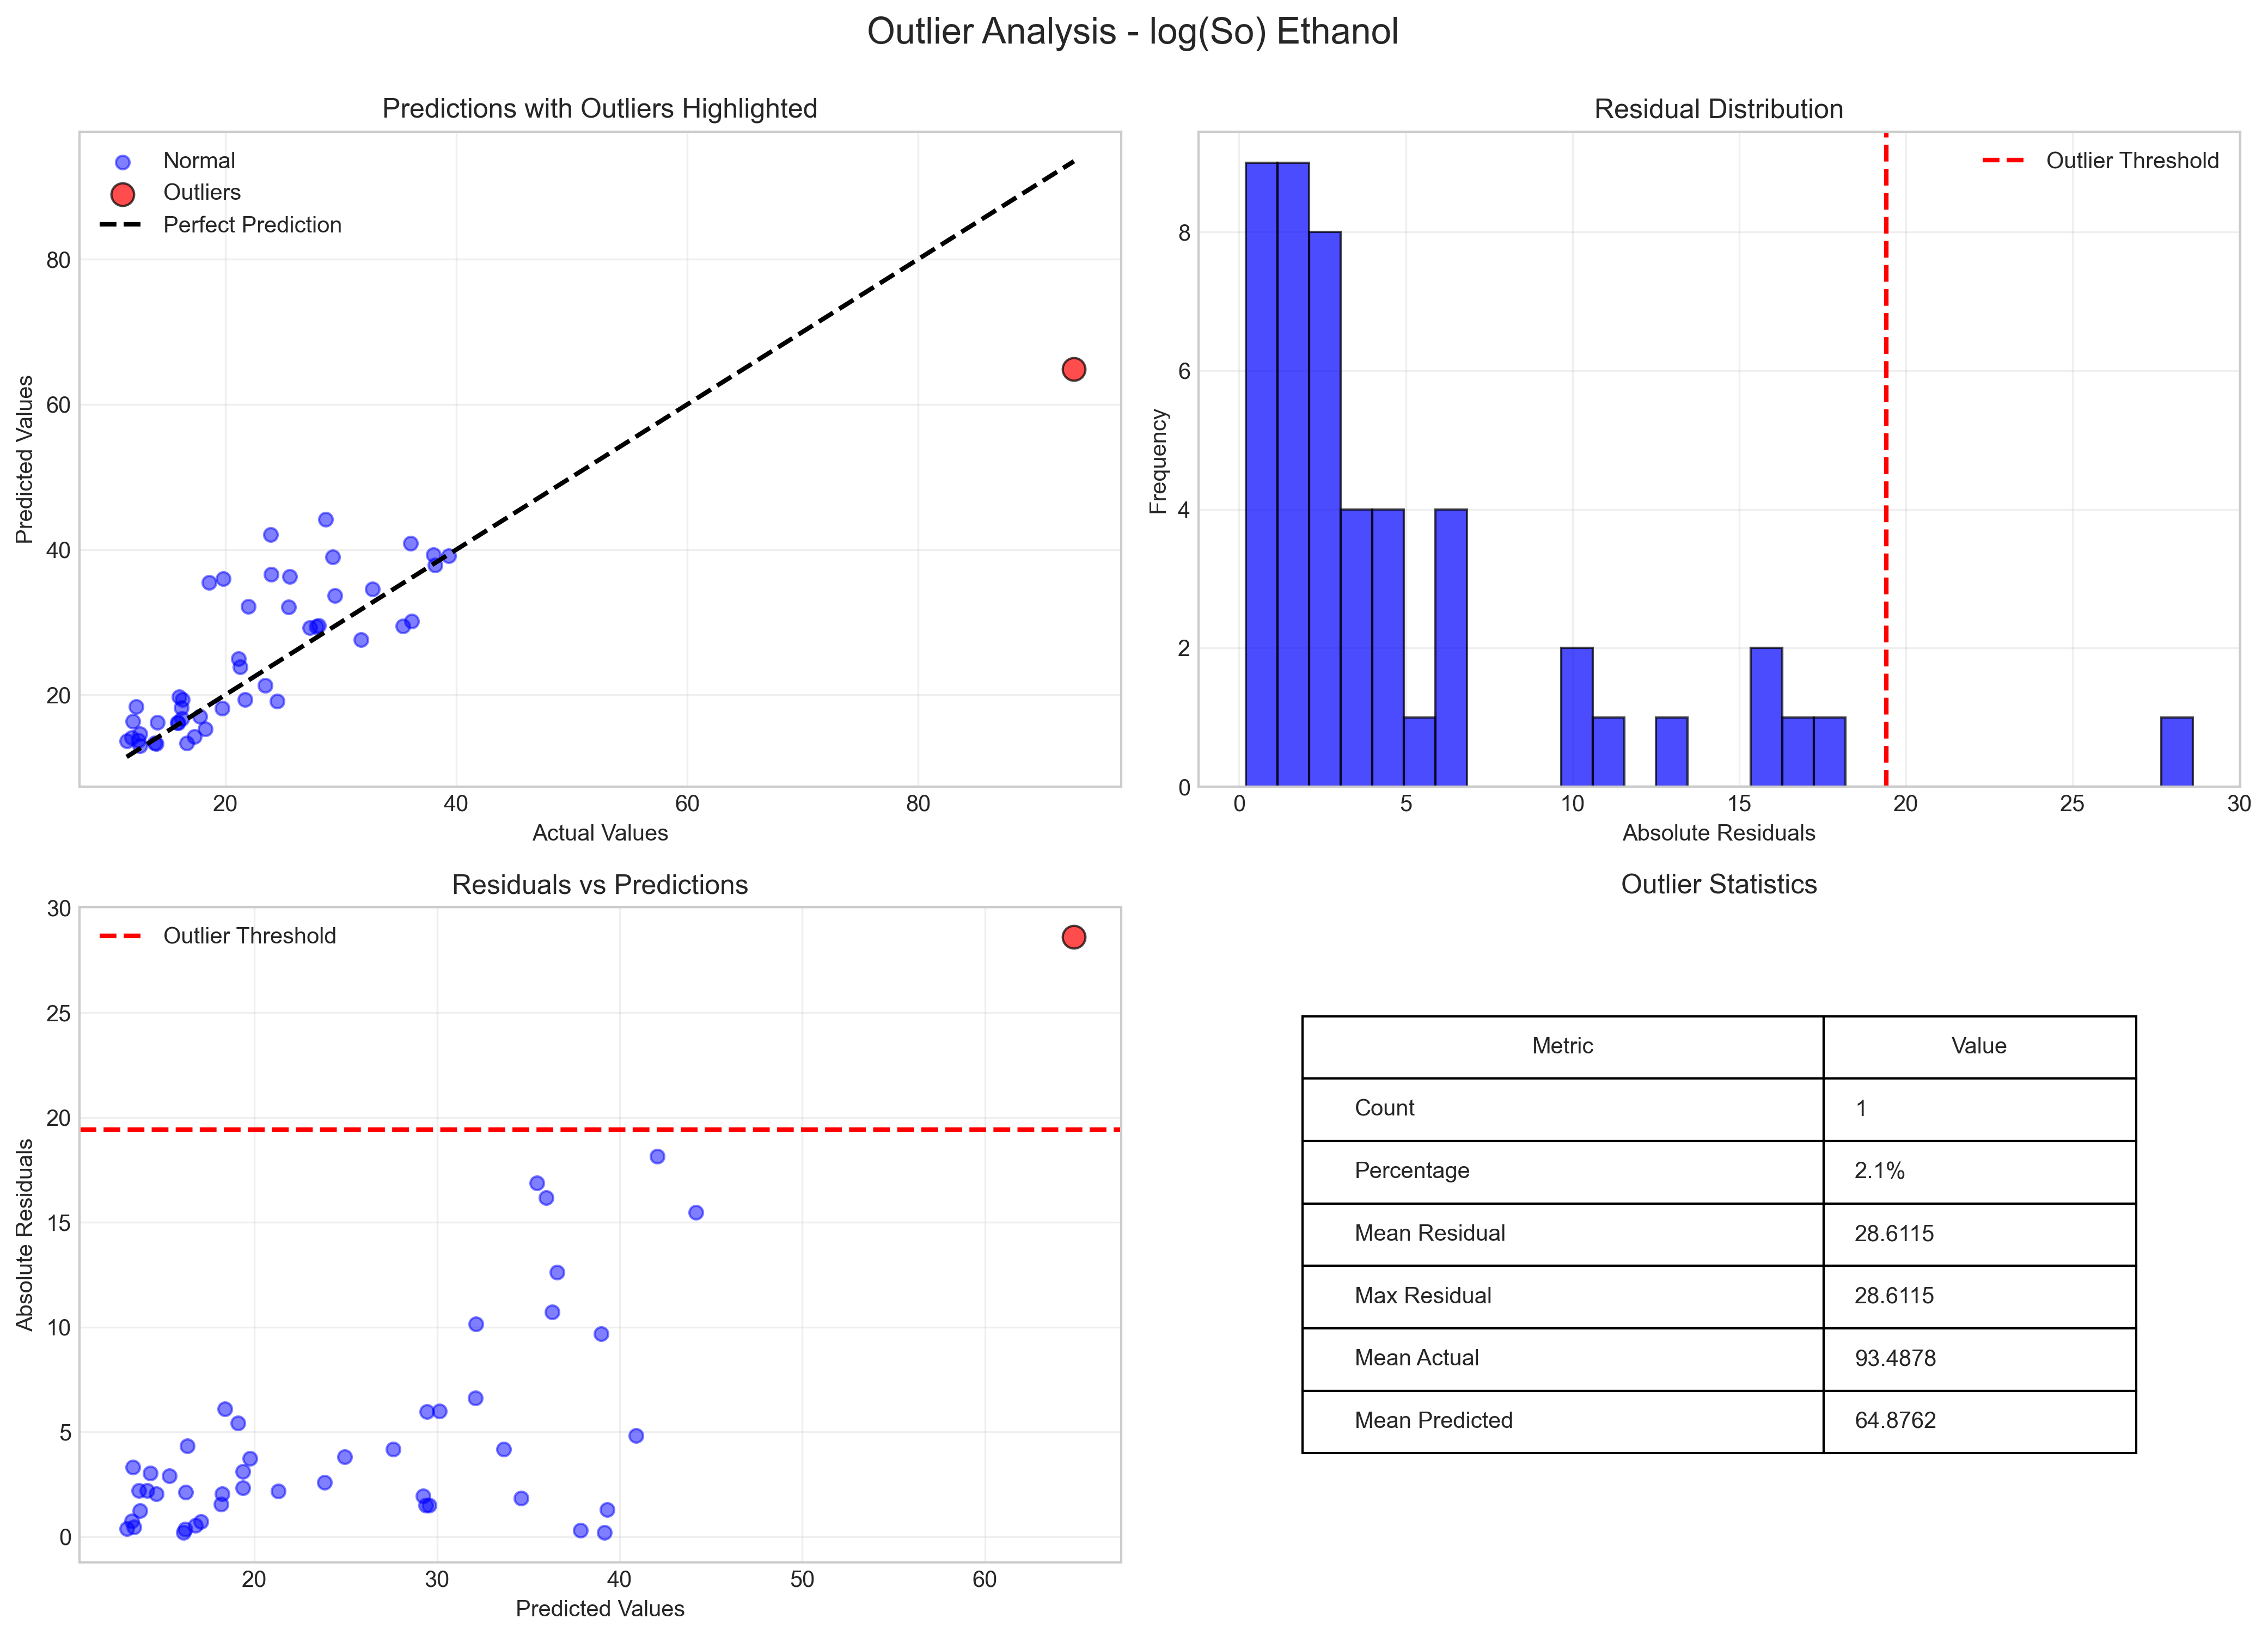 Outlier Analysis - log(So) Ethanol
Predictions with Outliers Highlighted
Normal
Outliers
Perfect Prediction
80
60
40
20
20 40 60 80
Predicted Values
Actual Values
Residual Distribution
Outlier Threshold
8
6
4
2
0
0 5 10 15 20 25 30
Frequency
Absolute Residuals
Residuals vs Predictions
Outlier Threshold
30
25
20
15
10
5
0
20 30 40 50 60
Absolute Residuals
Predicted Values
Outlier Statistics
Metric Value
Count 1
Percentage 2.1%
Mean Residual 28.6115
Max Residual 28.6115
Mean Actual 93.4878
Mean Predicted 64.8762